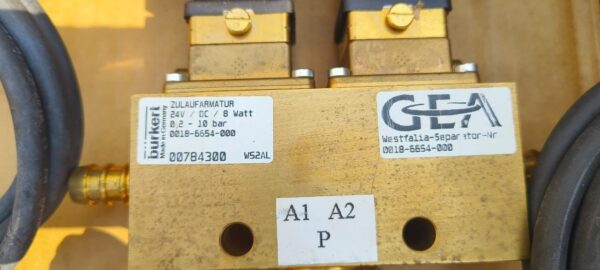 bürkert
Made in Germany
ZULAUFARMATUR
24V / DC / 8 Watt
0,2 - 10 bar
0018-6654-000
00784300 W52AL
GEA
Westfalia-Separator-Nr
0018-6654-000
A1 A2
P